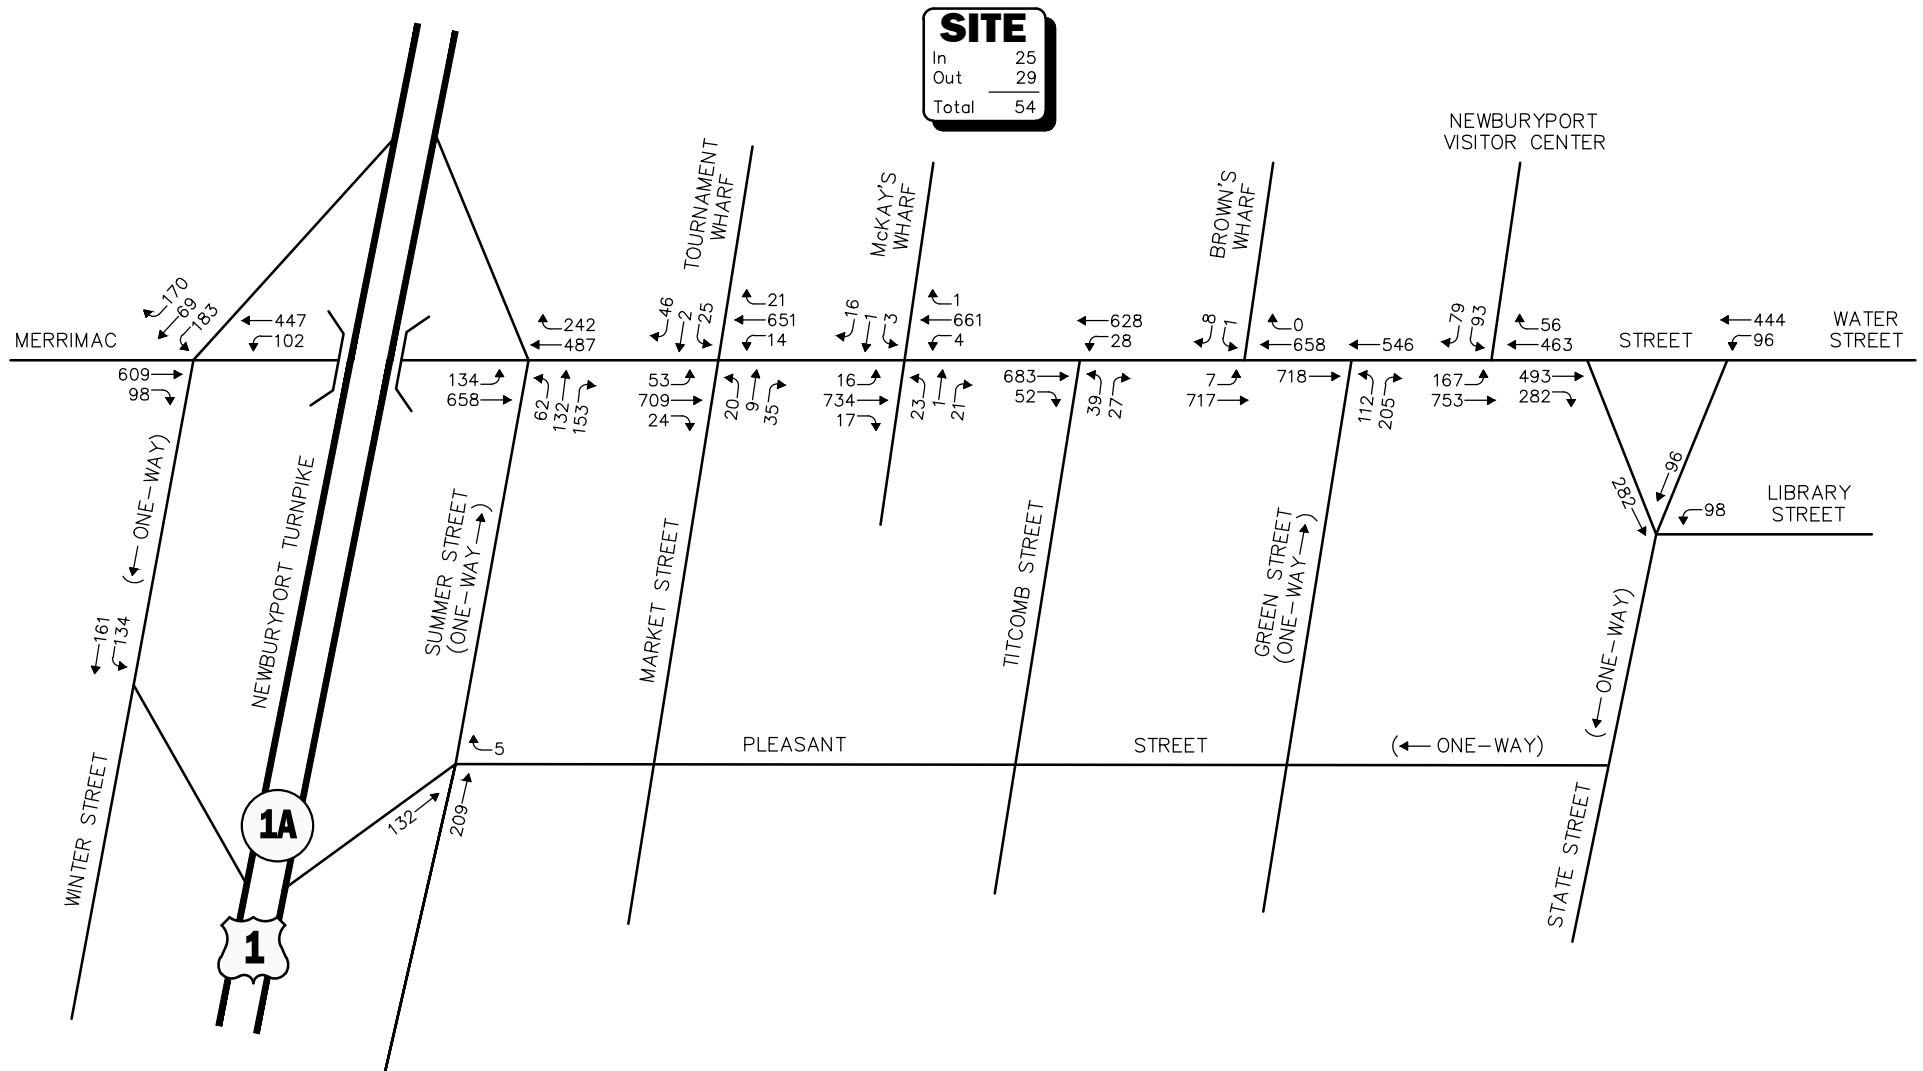 SITE
In 25
Out 29
Total 54
NEWBURYPORT
VISITOR CENTER
TOURNAMENT
WHARF
McKAY'S
WHARF
BROWN'S
WHARF
170
69
183
447
102
242
487
46
2
25
21
651
14
16
1
3
1
661
4
628
28
8
1
0
658
546
79
93
56
463
444
96
MERRIMAC
STREET
WATER
STREET
609
98
134
658
62
132
153
53
709
24
20
9
35
16
734
17
23
1
21
683
52
39
27
7
717
718
112
205
167
753
493
282
(← ONE-WAY)
NEWBURYPORT TURNPIKE
SUMMER STREET
(ONE-WAY→)
MARKET STREET
TITCOMB STREET
GREEN STREET
(ONE-WAY→)
282
96
98
LIBRARY
STREET
(← ONE-WAY)
161
134
5
PLEASANT
STREET
(← ONE-WAY)
132
209
WINTER STREET
STATE STREET
1A
1